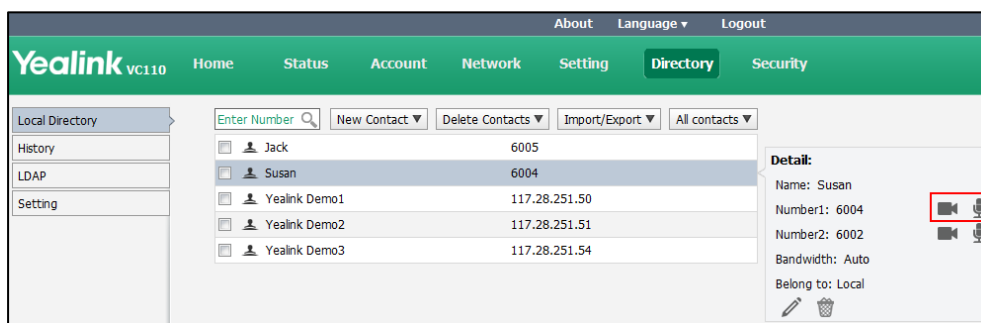 About Language ▾ Logout
Yealink VC110 Home Status Account Network Setting Directory Security
Local Directory
History
LDAP
Setting
Enter Number New Contact ▼ Delete Contacts ▼ Import/Export ▼ All contacts ▼
Jack 6005
Susan 6004
Yealink Demo1 117.28.251.50
Yealink Demo2 117.28.251.51
Yealink Demo3 117.28.251.54
Detail:
Name: Susan
Number1: 6004
Number2: 6002
Bandwidth: Auto
Belong to: Local